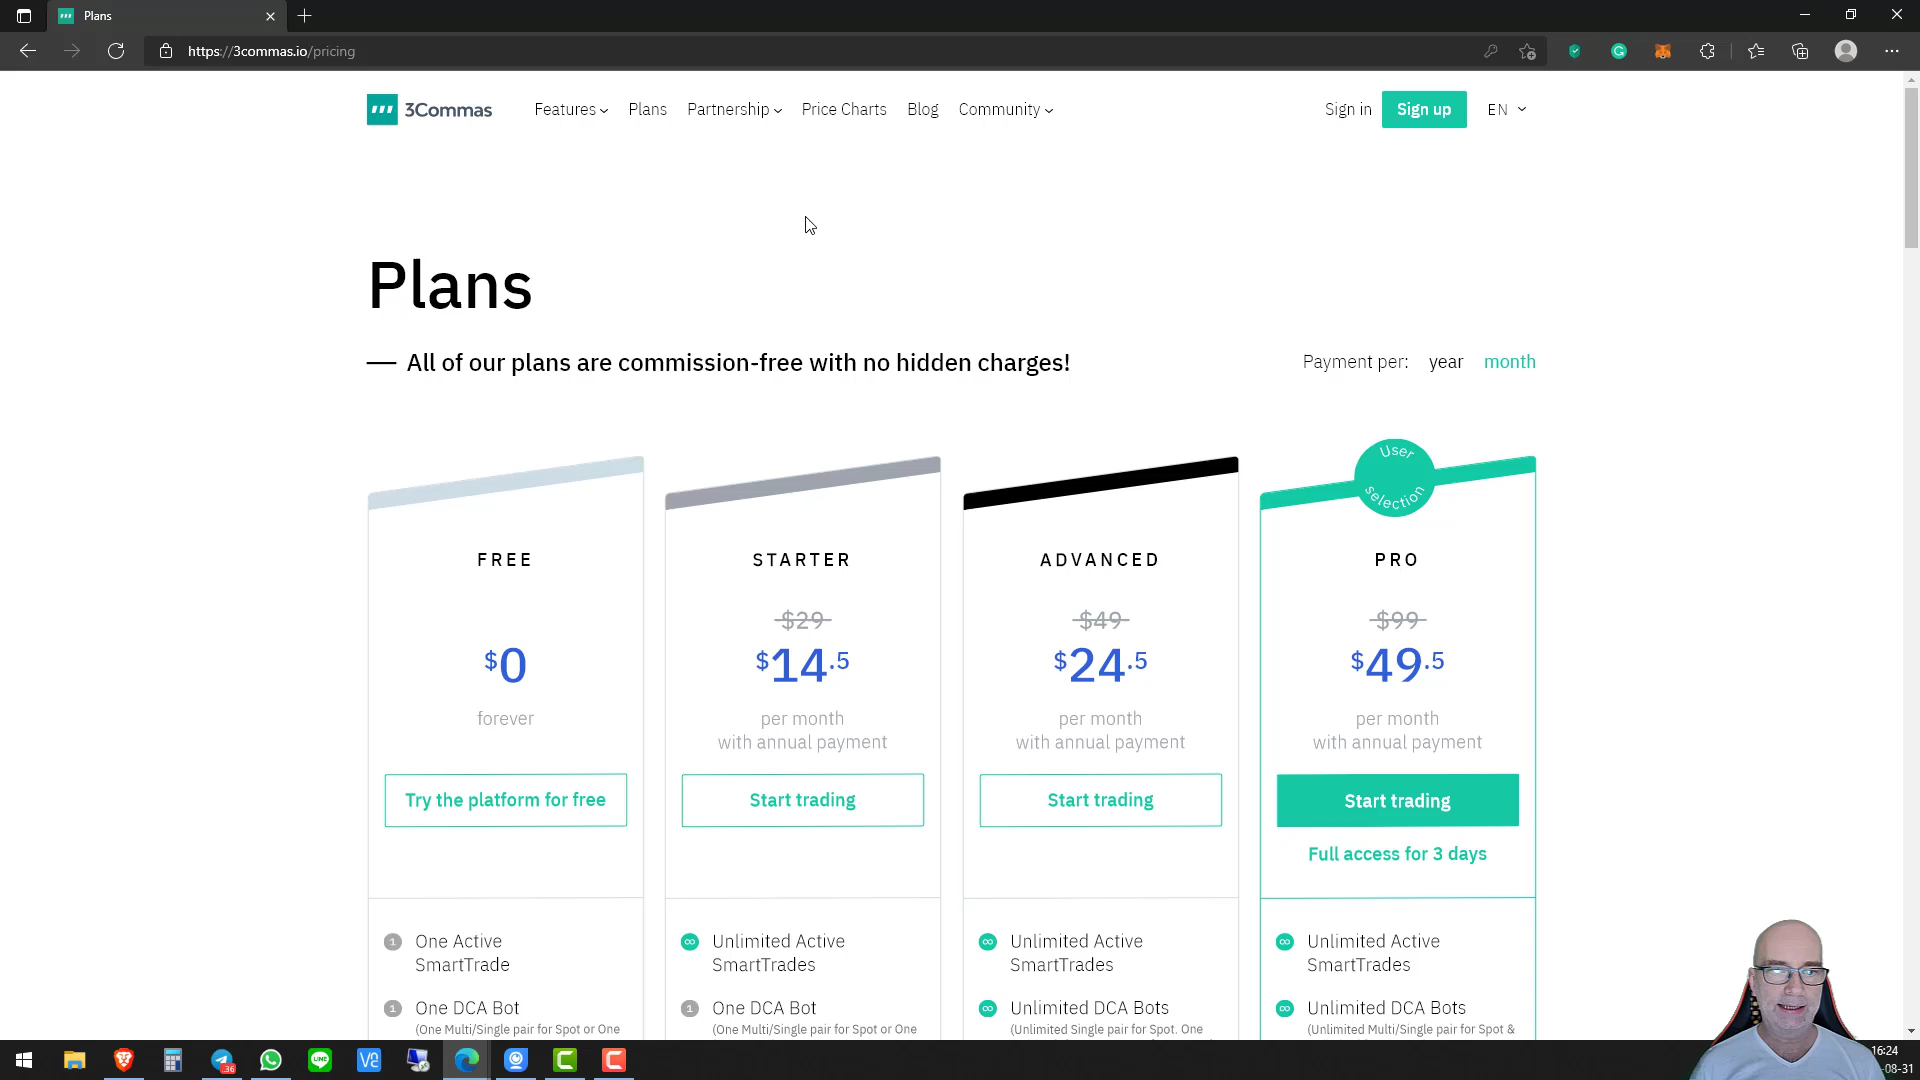 Plans
https://3commas.io/pricing
3Commas
Features
Plans
Partnership
Price Charts
Blog
Community
Sign in
Sign up
EN
Plans
— All of our plans are commission-free with no hidden charges!
Payment per: year month
User selection
FREE
$0
forever
Try the platform for free
1 One Active
SmartTrade
1 One DCA Bot
(One Multi/Single pair for Spot or One
STARTER
$29
$14.5
per month
with annual payment
Start trading
∞ Unlimited Active
SmartTrades
1 One DCA Bot
(One Multi/Single pair for Spot or One
ADVANCED
$49
$24.5
per month
with annual payment
Start trading
∞ Unlimited Active
SmartTrades
∞ Unlimited DCA Bots
(Unlimited Single pair for Spot. One
PRO
$99
$49.5
per month
with annual payment
Start trading
Full access for 3 days
∞ Unlimited Active
SmartTrades
∞ Unlimited DCA Bots
(Unlimited Multi/Single pair for Spot &
36
LINE
16:24
-08-31